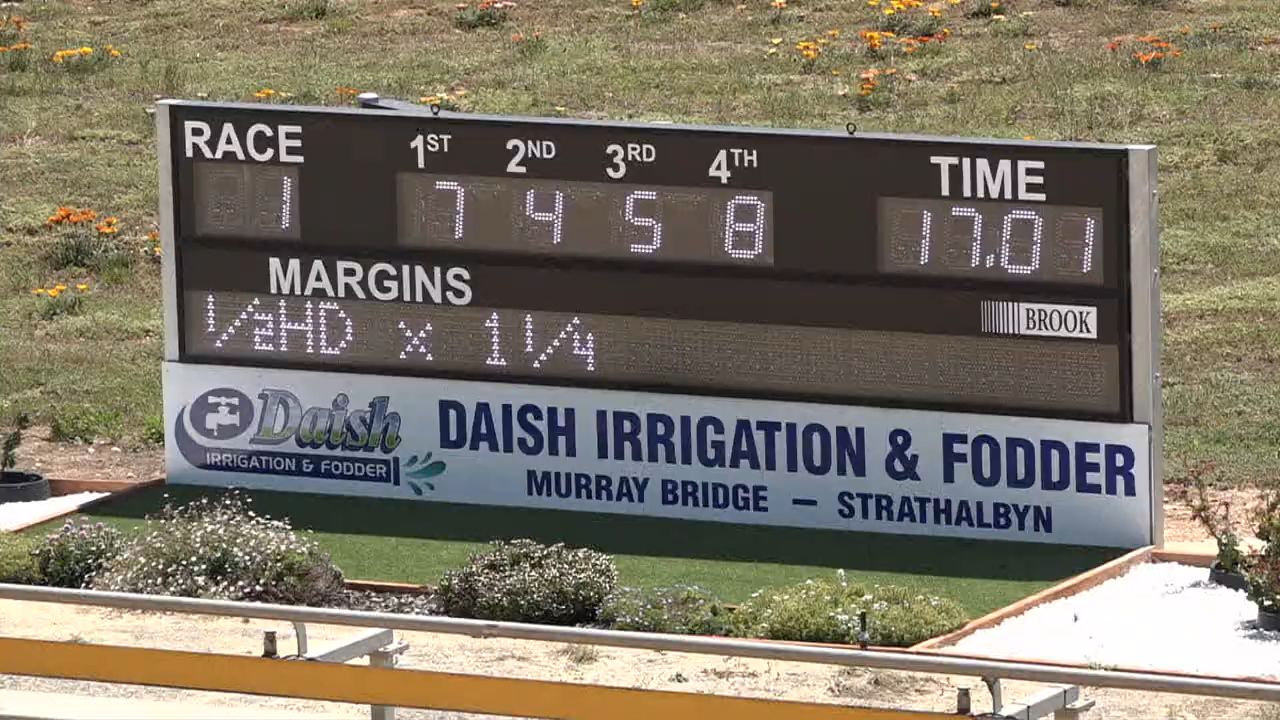 RACE 1ST 2ND 3RD 4TH TIME
1 7 4 5 8 17.01
MARGINS
1/2HD x 1 1/4
BROOK
Daish
IRRIGATION & FODDER
DAISH IRRIGATION & FODDER
MURRAY BRIDGE – STRATHALBYN